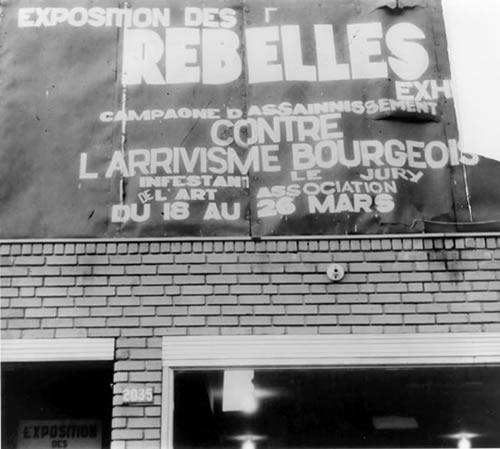 EXPOSITION DES
REBELLES
EXH
CAMPAGNE D'ASSAINNISSEMENT
CONTRE
L'ARRIVISME BOURGEOIS
INFESTANT LE JURY
DE L'ART ASSOCIATION
DU 18 AU 26 MARS
2035
EXPOSITION
DES